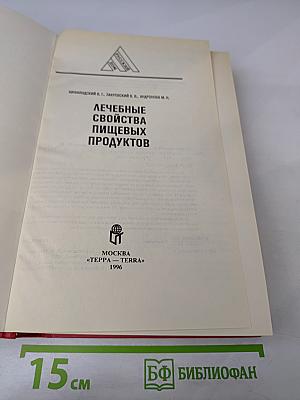 ЛЕЧЕБНЫЕ
СВОЙСТВА
ПИЩЕВЫХ
ПРОДУКТОВ
МОСКВА
«ТЕРРА — TERRA»
1996
15 см
БФ БИБЛИОФАН